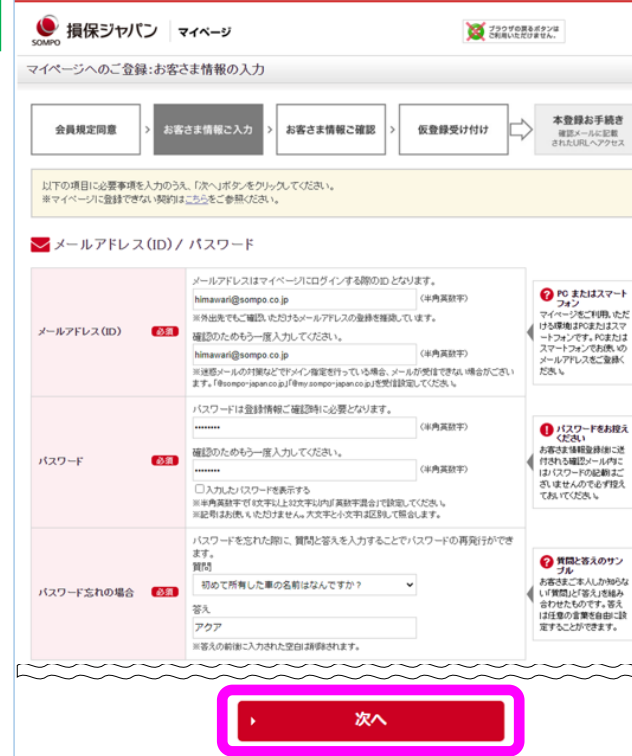 SOMPO 損保ジャパン マイページ
ブラウザの戻るボタンは
ご利用いただけません。
マイページへのご登録:お客さま情報の入力
会員規定同意 > お客さま情報ご入力 > お客さま情報ご確認 > 仮登録受け付け
本登録お手続き
確認メールに記載
されたURLへアクセス
以下の項目に必要事項を入力のうえ、「次へ」ボタンをクリックしてください。
※マイページに登録できない契約はこちらをご参照ください。
メールアドレス(ID) / パスワード
メールアドレス(ID) 必須
メールアドレスはマイページにログインする際のIDとなります。
himawari@sompo.co.jp (半角英数字)
※外出先でもご確認いただけるメールアドレスの登録を推奨しています。
確認のためもう一度入力してください。
himawari@sompo.co.jp (半角英数字)
※迷惑メールの対策などでドメイン指定を行っている場合、メールが受信できない場合がござい
ます。「@sompo-japan.co.jp」「@my.sompo-japan.co.jp」を受信設定してください。
PC またはスマート
フォン
マイページをご利用いただ
ける環境はPCまたはスマ
ートフォンです。PCまたは
スマートフォンでお使いの
メールアドレスをご登録く
ださい。
パスワード 必須
パスワードは登録情報ご確認時に必要となります。
•••••••• (半角英数字)
確認のためもう一度入力してください。
•••••••• (半角英数字)
入力したパスワードを表示する
※半角英数字で「8文字以上32文字以内」「英数字混合」で設定してください。
※記号はお使いいただけません。大文字と小文字は区別して照合します。
パスワードをお控え
ください
お客さま情報登録後に送
付される確認メール内に
はパスワードの記載はご
ざいませんので必ず控え
ておいてください。
パスワード忘れの場合 必須
パスワードを忘れた際に、質問と答えを入力することでパスワードの再発行ができ
ます。
質問
初めて所有した車の名前はなんですか？
答え
アクア
※答えの前後に入力された空白は削除されます。
質問と答えのサン
プル
お客さまご本人しか知らな
い「質問」と「答え」を組み
合わせたものです。答え
は任意の言葉を自由に設
定することができます。
次へ